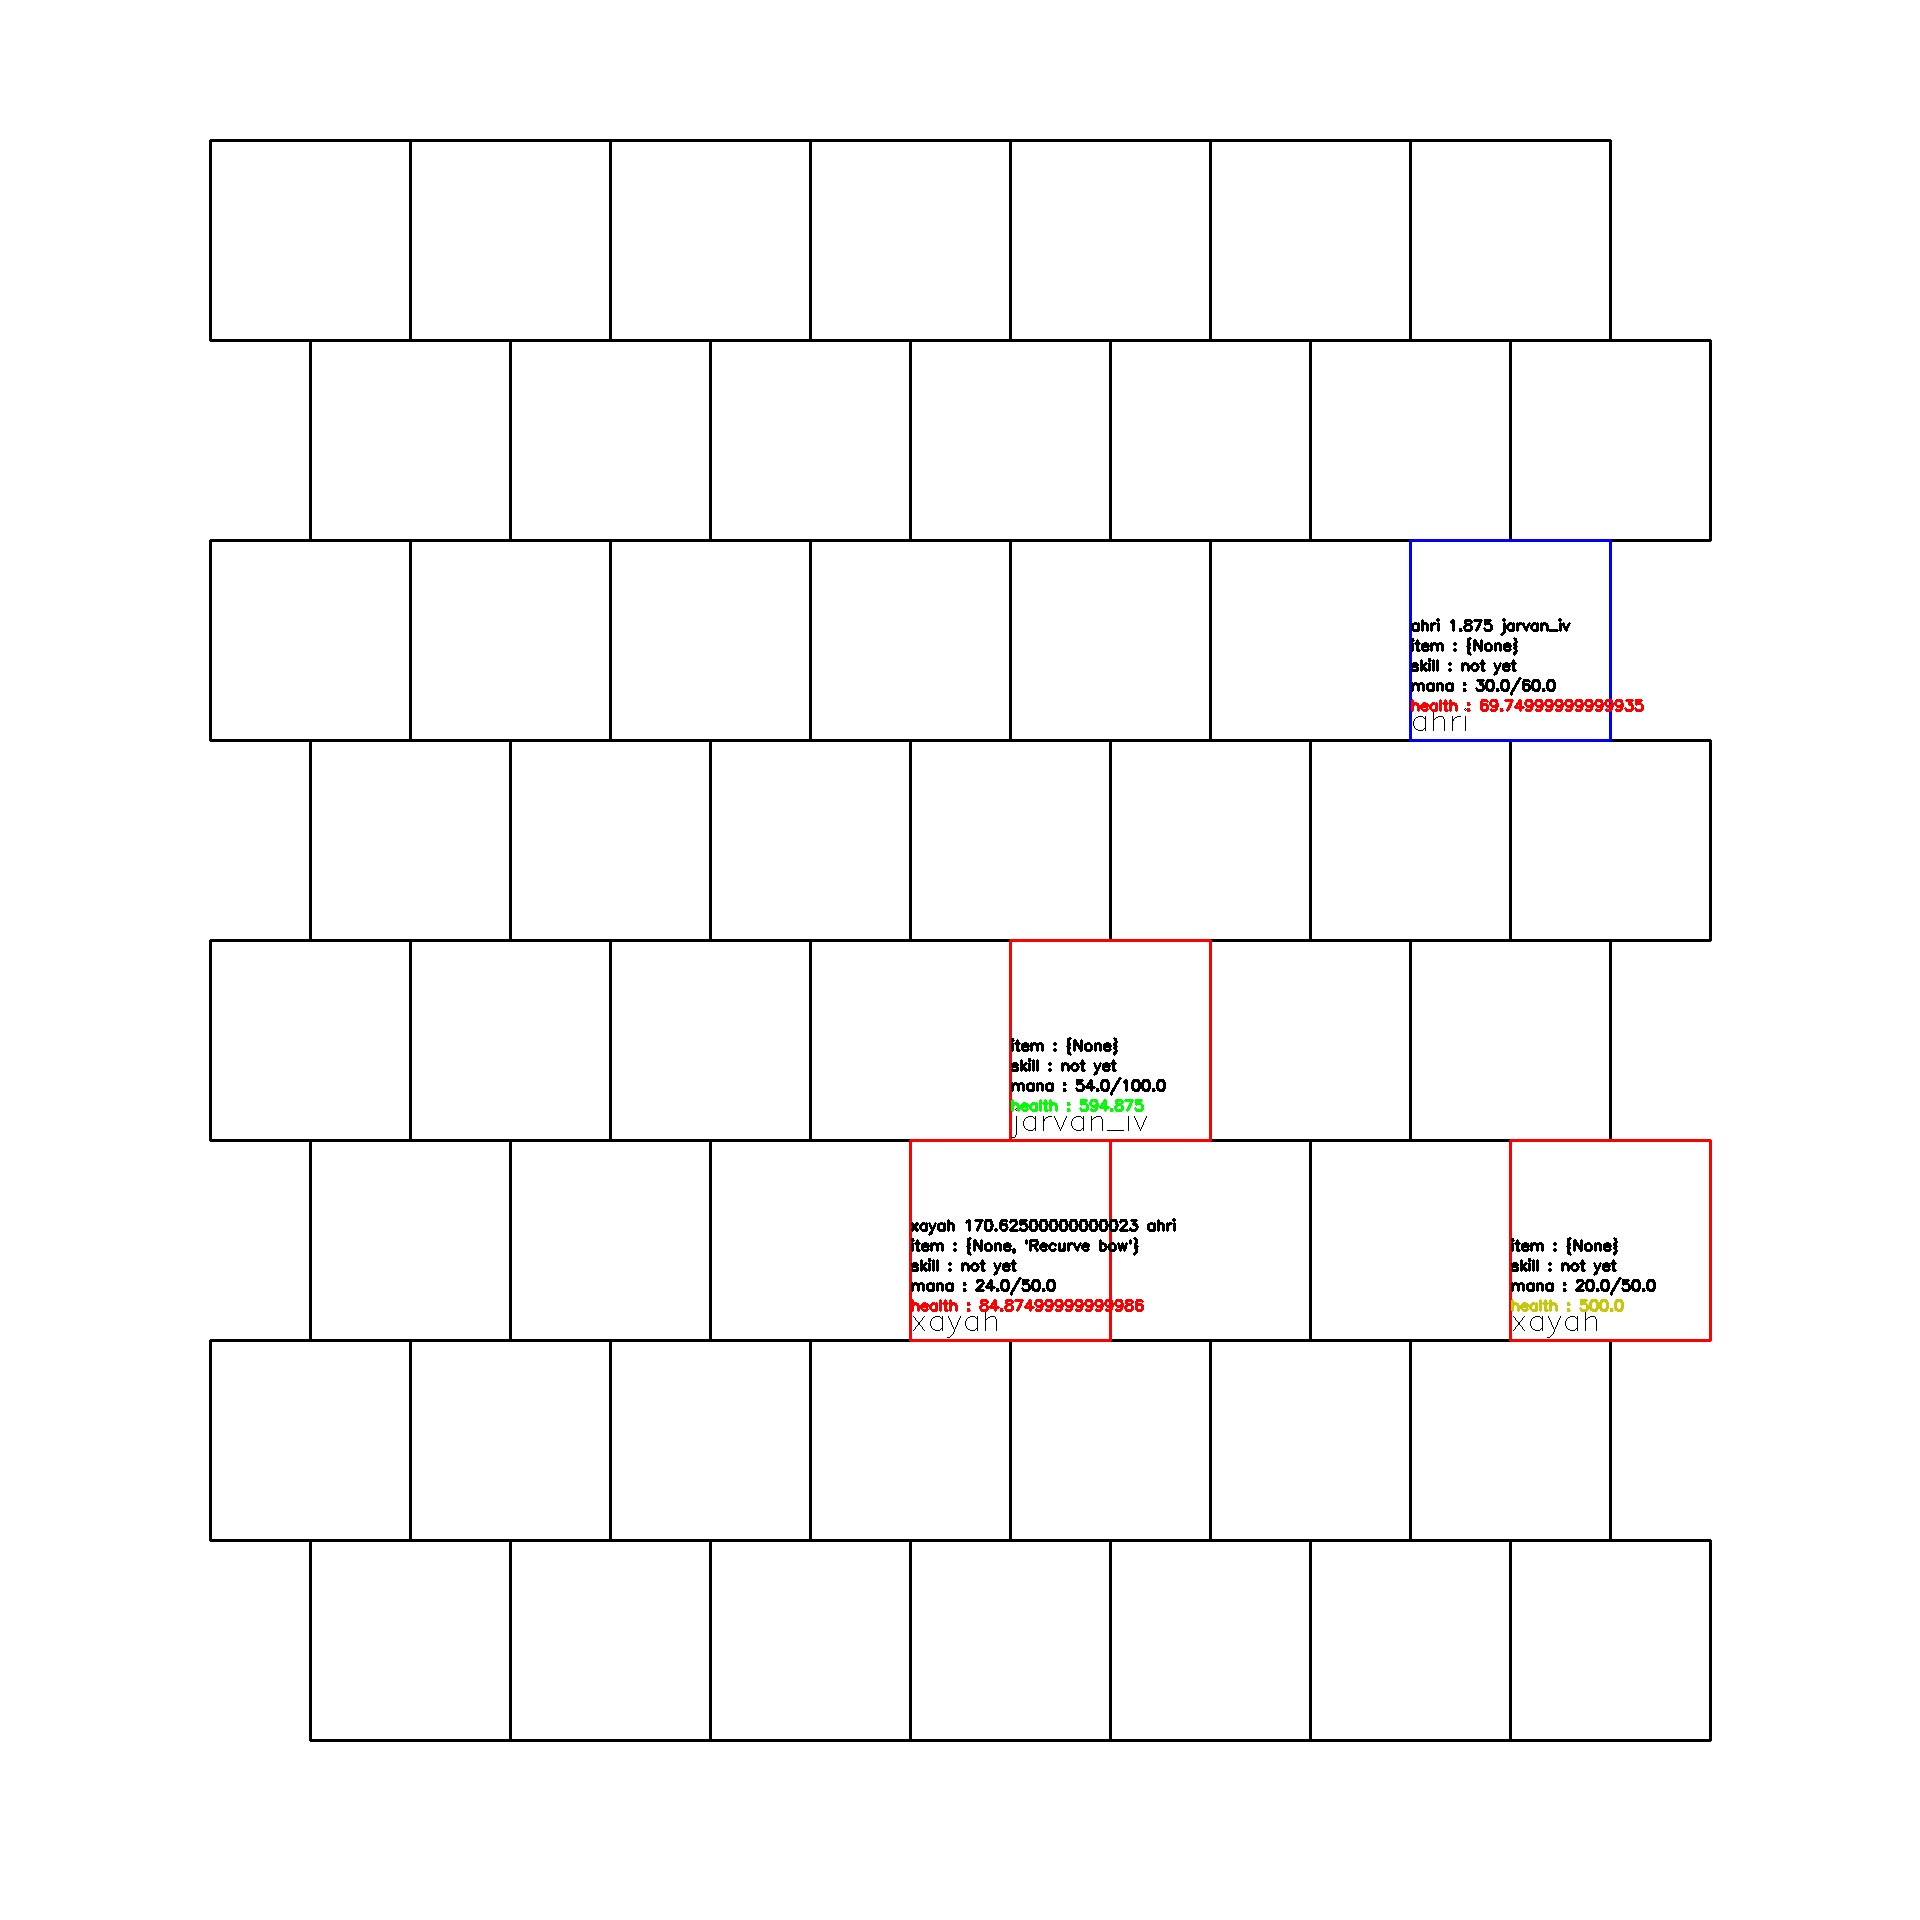 ahri 1.875 jarvan_iv
item : {None}
skill : not yet
mana : 30.0/60.0
health : 69.74999999999935
ahri
item : {None}
skill : not yet
mana : 54.0/100.0
health : 594.875
jarvan_iv
xayah 170.62500000000023 ahri
item : {None, 'Recurve bow'}
skill : not yet
mana : 24.0/50.0
health : 84.87499999999986
xayah
item : {None}
skill : not yet
mana : 20.0/50.0
health : 500.0
xayah